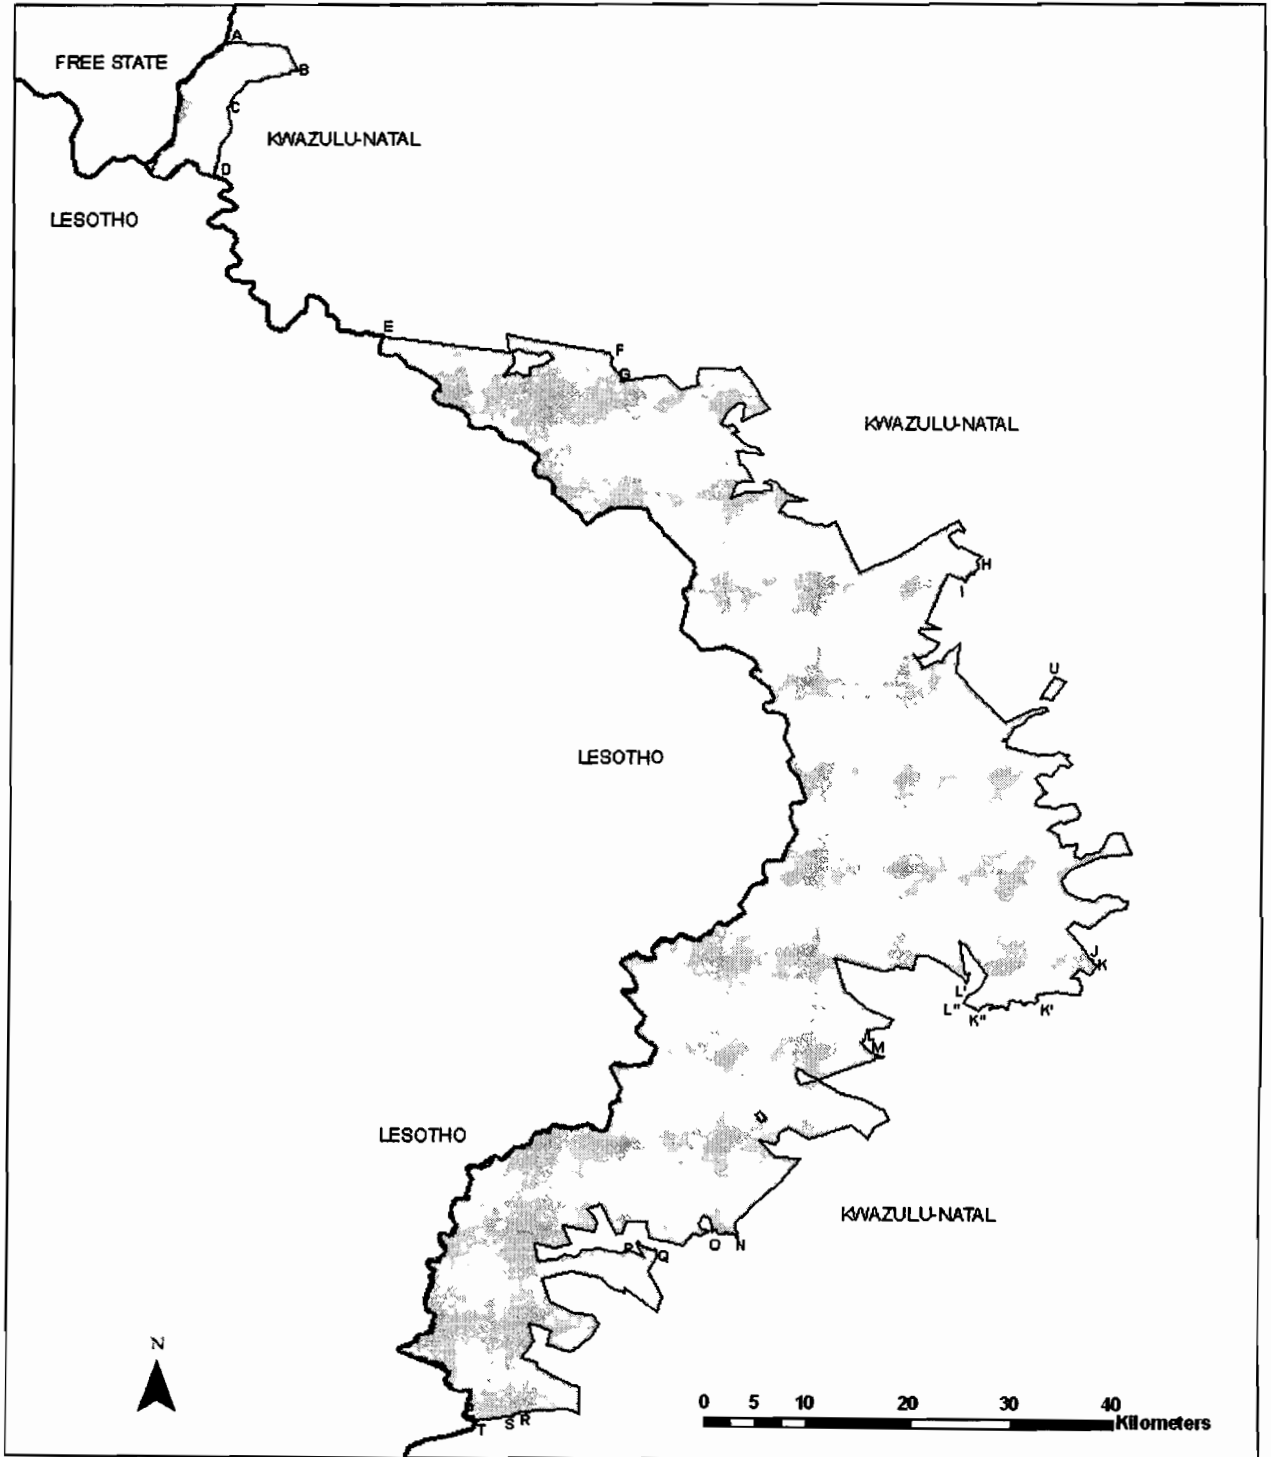 A
FREE STATE
B
C
KWAZULU-NATAL
D
LESOTHO
E
F
G
KWAZULU-NATAL
H
I
U
LESOTHO
J
K
L'
L"
K'
K"
L
M
LESOTHO
KWAZULU-NATAL
P
Q
O
N
N
0 5 10 20 30 40
Kilometers
T
S
R